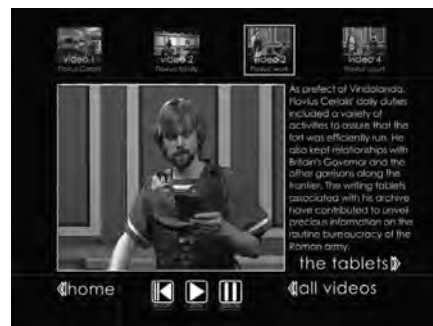 video 1
video 2
video 3
video 4
Flavius Cerialis
Flavius' family
Flavius' work
Flavius' court
As prefect of Vindolanda,
Flavius Cerialis' daily duties
included a variety of
activities to assure that the
fort was efficiently run. He
also kept relationships with
Britain's Governor and the
other garrisons along the
frontier. The writing tablets
associated with his archive
have contributed to unveil
precious information on the
routine bureaucracy of the
Roman army.
the tablets
home
all videos